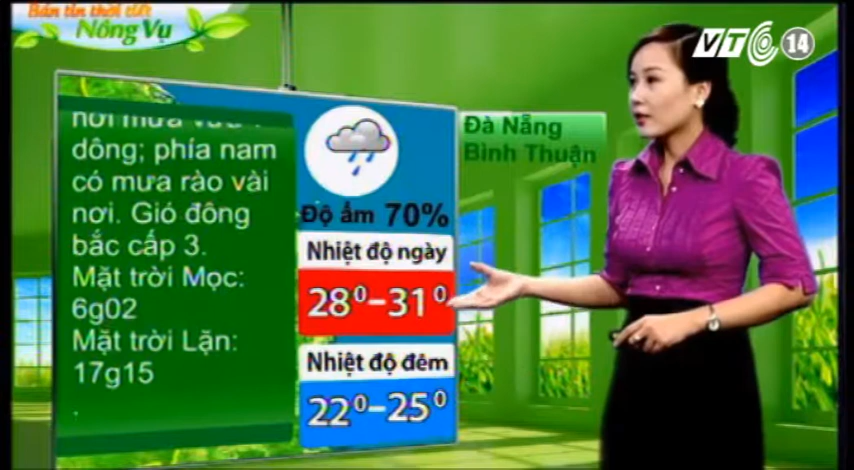 Bản tin thời tiết
Nông Vụ
VTC 14
Đà Nẵng
Bình Thuận
nơi mưa
dông; phía nam
có mưa rào vài
nơi. Gió đông
bắc cấp 3.
Mặt trời Mọc:
6g02
Mặt trời Lặn:
17g15
.
Độ ẩm 70%
Nhiệt độ ngày
28⁰-31⁰
Nhiệt độ đêm
22⁰-25⁰